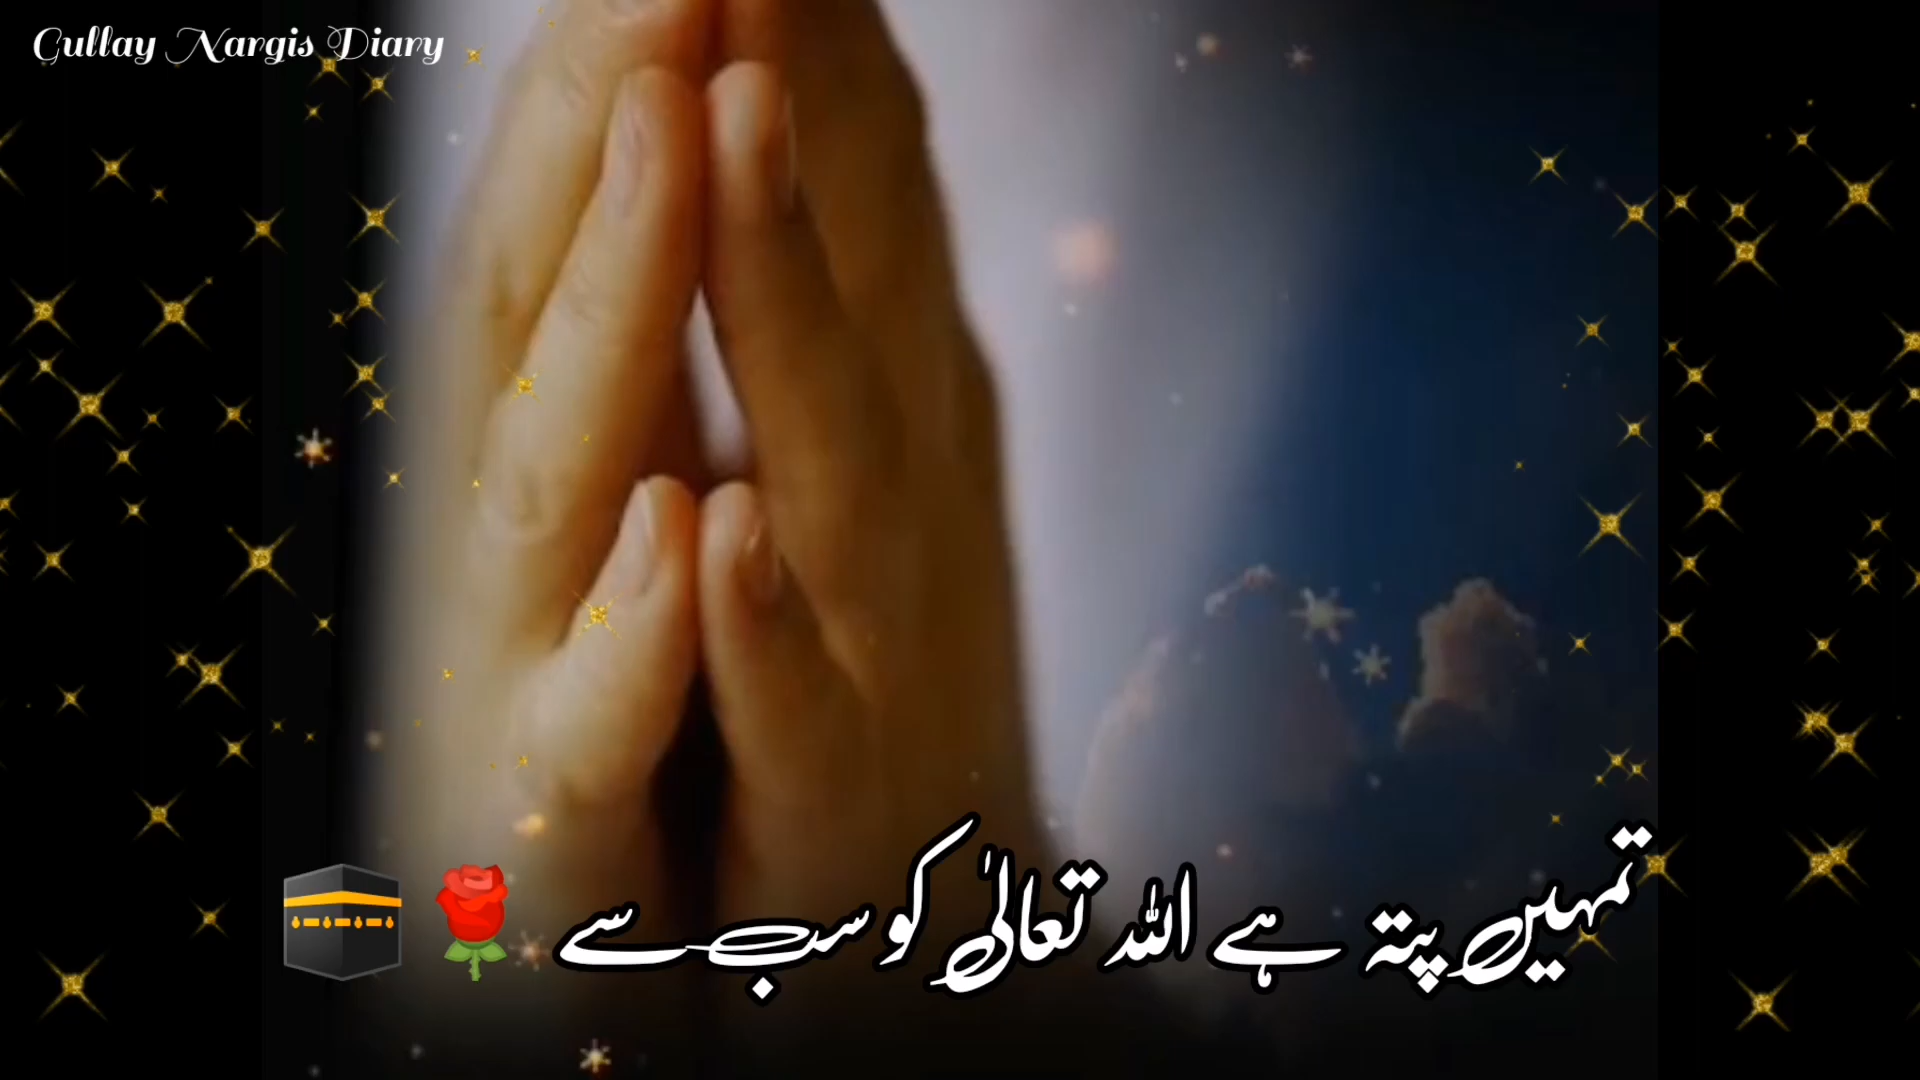 Gullay Nargis Diary
تمہیں پتہ ہے اللہ تعالیٰ کو سب سے 🌹 🕋